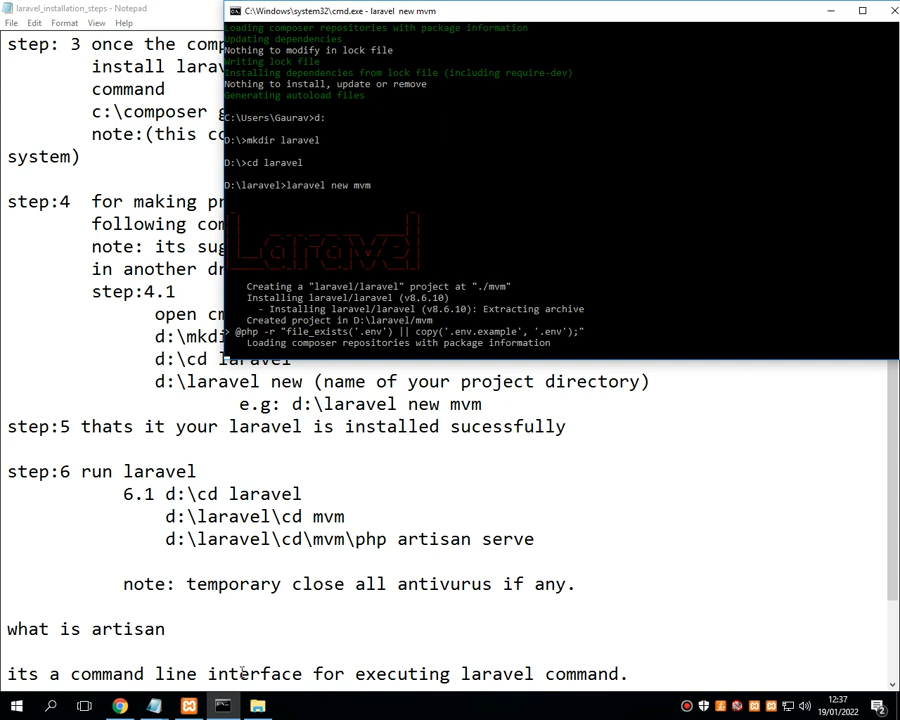 laravel_installation_steps - Notepad
File Edit Format View Help
step: 3 once the comp
install larav
command
c:\composer g
note:(this co
system)
step:4 for making pr
following com
note: its sug
in another dr
step:4.1
open cm
d:\mkdi
d:\cd laravel
d:\laravel new (name of your project directory)
e.g: d:\laravel new mvm
step:5 thats it your laravel is installed sucessfully
step:6 run laravel
6.1 d:\cd laravel
d:\laravel\cd mvm
d:\laravel\cd\mvm\php artisan serve
note: temporary close all antivurus if any.
what is artisan
its a command line interface for executing laravel command.
C:\Windows\system32\cmd.exe - laravel new mvm
Loading composer repositories with package information
Updating dependencies
Nothing to modify in lock file
Writing lock file
Installing dependencies from lock file (including require-dev)
Nothing to install, update or remove
Generating autoload files
C:\Users\Gaurav>d:
D:\>mkdir laravel
D:\>cd laravel
D:\laravel>laravel new mvm
Laravel
Creating a "laravel/laravel" project at "./mvm"
Installing laravel/laravel (v8.6.10)
- Installing laravel/laravel (v8.6.10): Extracting archive
Created project in D:\laravel/mvm
> @php -r "file_exists('.env') || copy('.env.example', '.env');"
Loading composer repositories with package information
12:37
19/01/2022
2